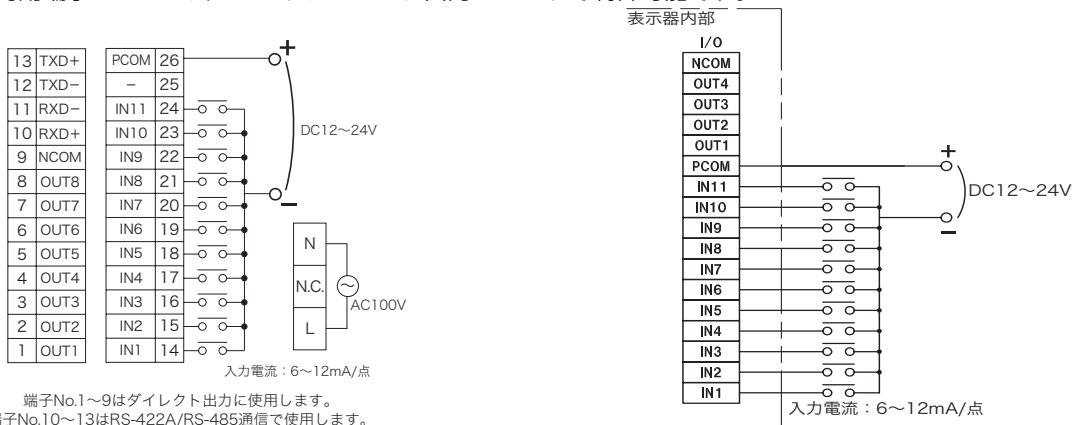 表示器内部
13 TXD+ PCOM 26
12 TXD− − 25
11 RXD− IN11 24
10 RXD+ IN10 23
9 NCOM IN9 22
8 OUT8 IN8 21
7 OUT7 IN7 20
6 OUT6 IN6 19
5 OUT5 IN5 18
4 OUT4 IN4 17
3 OUT3 IN3 16
2 OUT2 IN2 15
1 OUT1 IN1 14
+
DC12〜24V
−
N
N.C.
L
AC100V
入力電流:6〜12mA/点
端子No.1〜9はダイレクト出力に使用します。
子No.10〜13はRS-422A/RS-485通信で使用します。
I/O
NCOM
OUT4
OUT3
OUT2
OUT1
PCOM
IN11
IN10
IN9
IN8
IN7
IN6
IN5
IN4
IN3
IN2
IN1
+
DC12〜24V
−
入力電流:6〜12mA/点